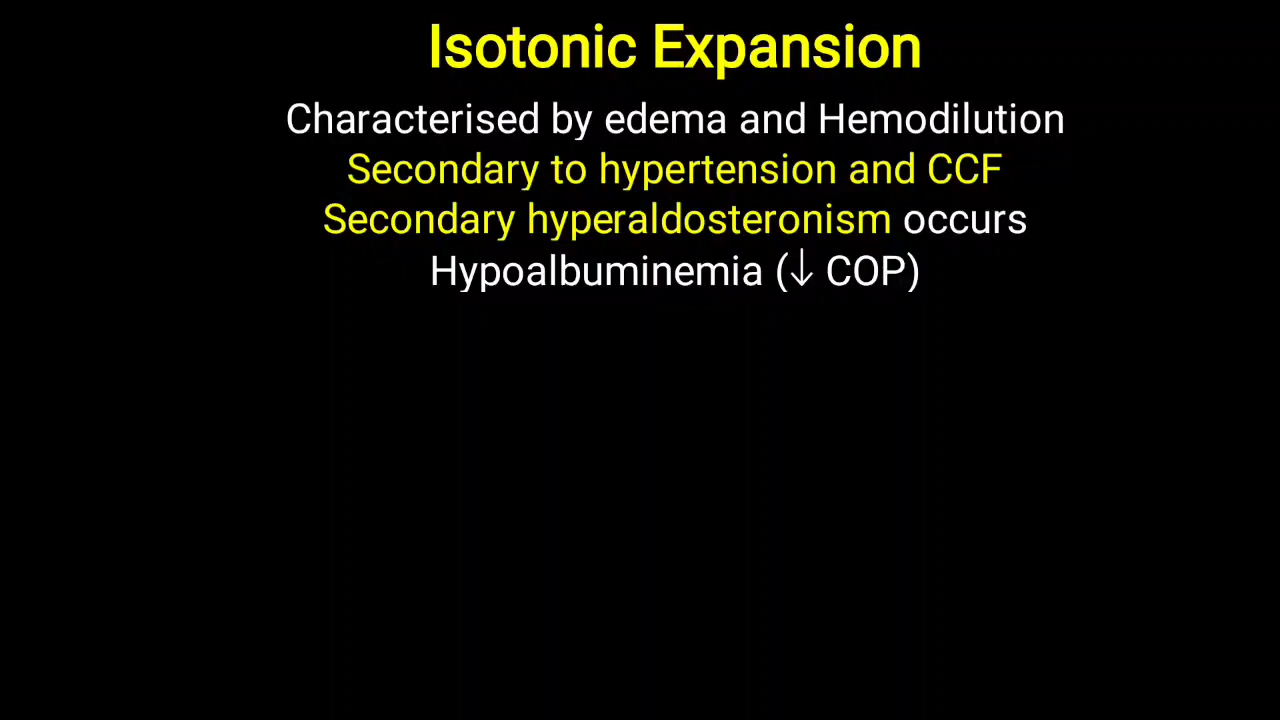 Isotonic Expansion
Characterised by edema and Hemodilution
Secondary to hypertension and CCF
Secondary hyperaldosteronism occurs
Hypoalbuminemia (↓ COP)